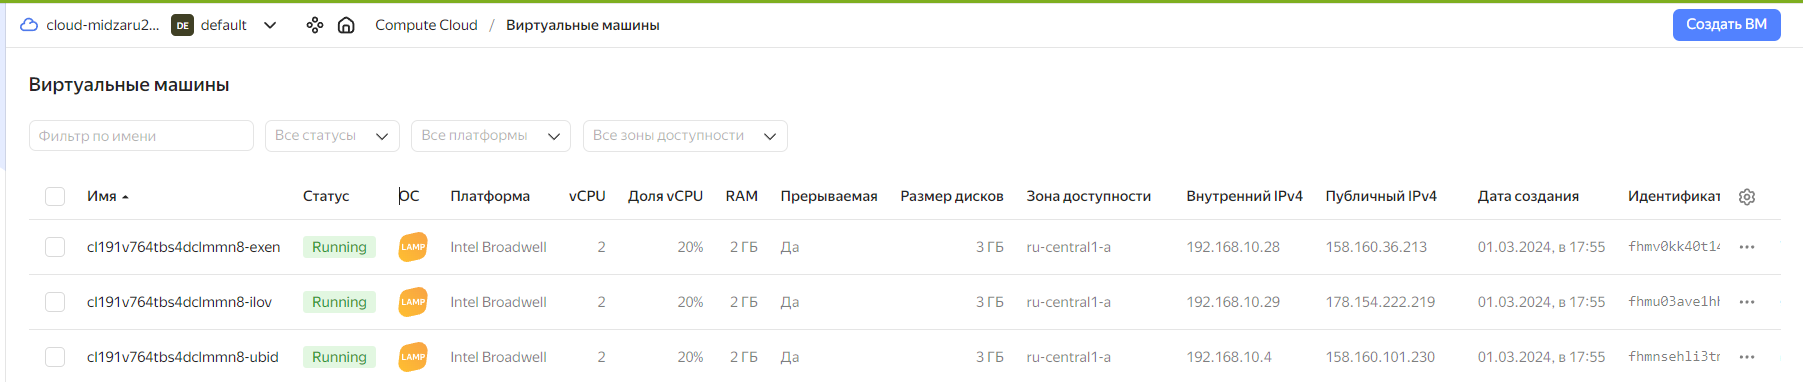 cloud-midzaru2... DE default Compute Cloud / Виртуальные машины Создать ВМ
Виртуальные машины
Фильтр по имени Все статусы Все платформы Все зоны доступности
Имя Статус ОС Платформа vCPU Доля vCPU RAM Прерываемая Размер дисков Зона доступности Внутренний IPv4 Публичный IPv4 Дата создания Идентификат
cl191v764tbs4dclmmn8-exen Running LAMP Intel Broadwell 2 20% 2 ГБ Да 3 ГБ ru-central1-a 192.168.10.28 158.160.36.213 01.03.2024, в 17:55 fhmv0kk40t14
cl191v764tbs4dclmmn8-ilov Running LAMP Intel Broadwell 2 20% 2 ГБ Да 3 ГБ ru-central1-a 192.168.10.29 178.154.222.219 01.03.2024, в 17:55 fhmu03ave1hh
cl191v764tbs4dclmmn8-ubid Running LAMP Intel Broadwell 2 20% 2 ГБ Да 3 ГБ ru-central1-a 192.168.10.4 158.160.101.230 01.03.2024, в 17:55